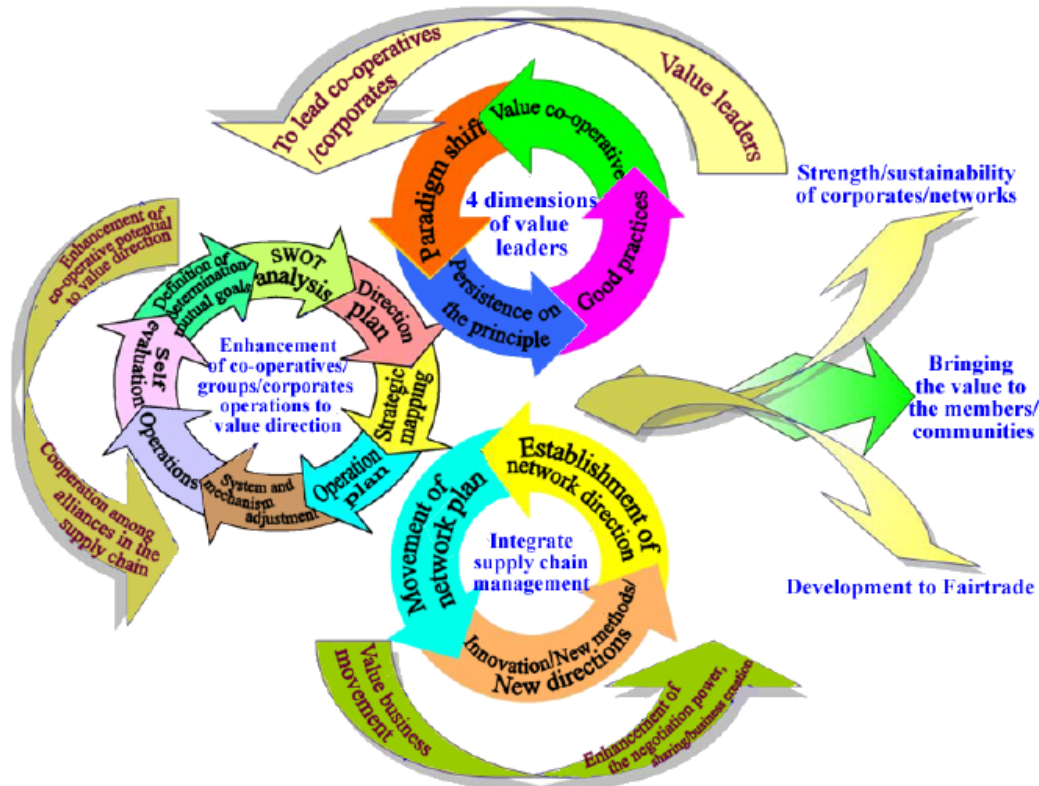 To lead co-operatives
/corporates
Value leaders
Paradigm shift
Value co-operative
Good practices
Persistence on
the principle
4 dimensions
of value
leaders
Strength/sustainability
of corporates/networks
Enhancement of
co-operative potential
to value direction
Cooperation among
alliances in the
supply chain
Definition of
determination
mutual goals
SWOT
analysis
Direction
plan
Strategic
mapping
Operation
plan
System and
mechanism
adjustment
Operations
Self
evaluation
Enhancement
of co-operatives/
groups/corporates
operations to
value direction
Bringing
the value to
the members/
communities
Establishment of
network direction
Movement of
network plan
Innovation/New methods/
New directions
Integrate
supply chain
management
Development to Fairtrade
Value business
movement
Enhancement of
the negotiation power,
sharing/business creation